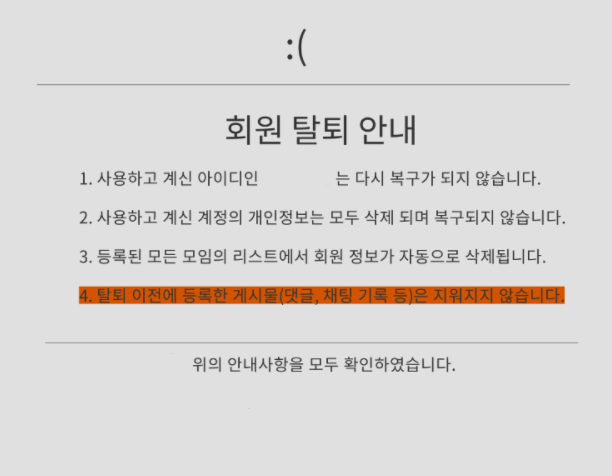 :(
회원 탈퇴 안내
1. 사용하고 계신 아이디인 는 다시 복구가 되지 않습니다.
2. 사용하고 계신 계정의 개인정보는 모두 삭제 되며 복구되지 않습니다.
3. 등록된 모든 모임의 리스트에서 회원 정보가 자동으로 삭제됩니다.
4. 탈퇴 이전에 등록한 게시물(댓글, 채팅 기록 등)은 지워지지 않습니다.
위의 안내사항을 모두 확인하였습니다.